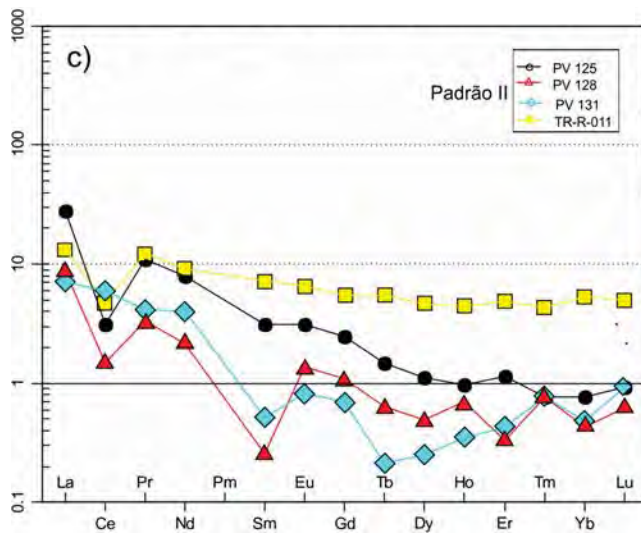 1000
c)
PV 125
PV 128
PV 131
TR-R-011
Padrão II
100
10
1
0.1
La Pr Pm Eu Tb Ho Tm Lu
Ce Nd Sm Gd Dy Er Yb